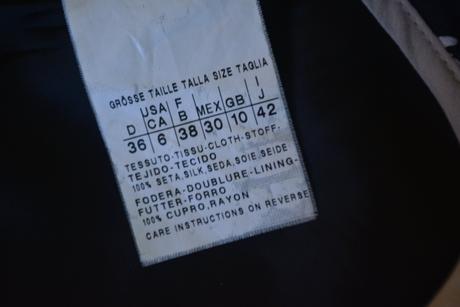 GRÖSSE TAILLE TALLA SIZE TAGLIA
D USA CA F B MEX GB I J
36 6 38 30 10 42
TESSUTO-TISSU-CLOTH-STOFF-
TEJIDO-TECIDO
100% SETA,SILK,SEDA,SOIE,SEIDE
FODERA-DOUBLURE-LINING-
FUTTER-FORRO
100% CUPRO,RAYON
CARE INSTRUCTIONS ON REVERSE